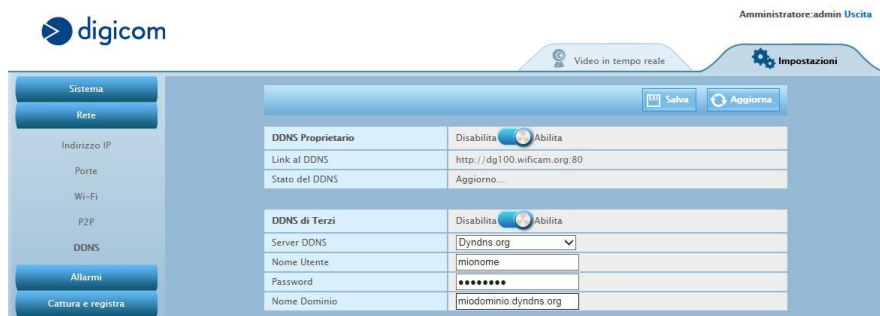 Amministratore:admin Uscita
digicom
Video in tempo reale
Impostazioni
Sistema
Rete
Indirizzo IP
Porte
Wi-Fi
P2P
DDNS
Allarmi
Cattura e registra
Salva Aggiorna
DDNS Proprietario Disabilita Abilita
Link al DDNS http://dg100.wificam.org:80
Stato del DDNS Aggiorno...
DDNS di Terzi Disabilita Abilita
Server DDNS Dyndns.org
Nome Utente mionome
Password ••••••••
Nome Dominio miodominio.dyndns.org